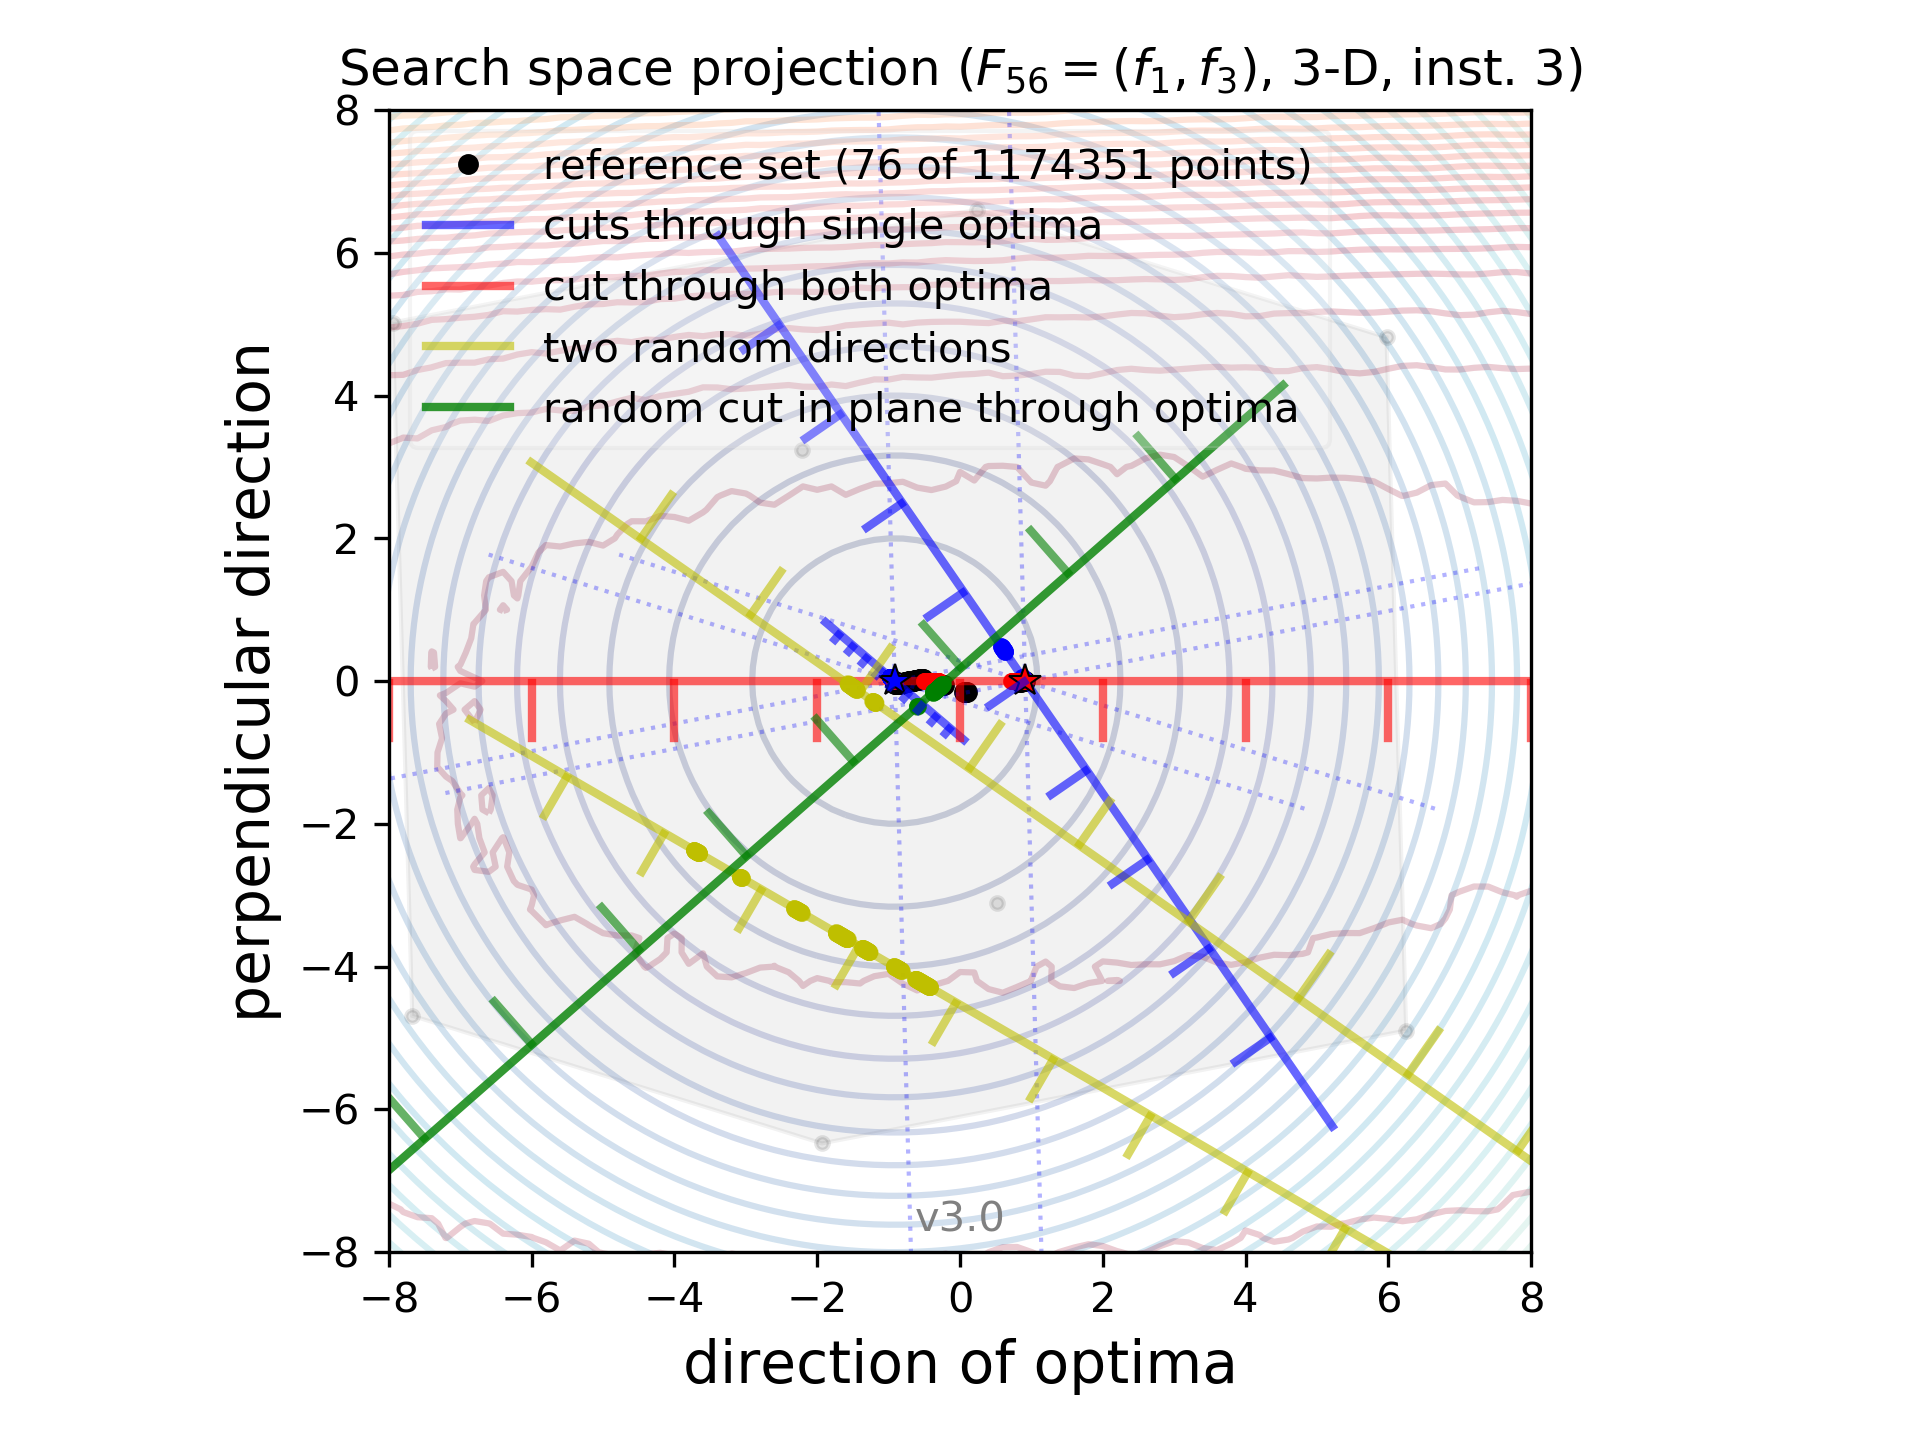 Search space projection (F56 = (f1, f3), 3-D, inst. 3)
reference set (76 of 1174351 points)
cuts through single optima
cut through both optima
two random directions
random cut in plane through optima
8
6
4
2
0
−2
−4
−6
−8
perpendicular direction
v3.0
−8 −6 −4 −2 0 2 4 6 8
direction of optima